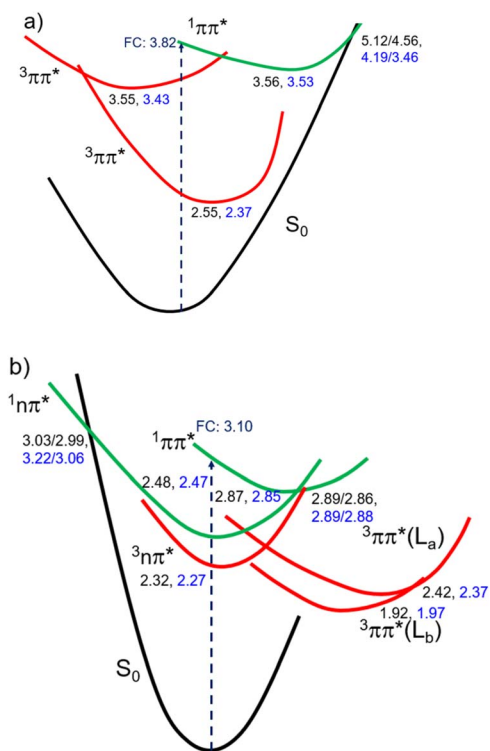 a)
¹ππ*
FC: 3.82
5.12/4.56,
4.19/3.46
³ππ*
3.56, 3.53
3.55, 3.43
³ππ*
2.55, 2.37
S₀
b)
¹nπ*
FC: 3.10
¹ππ*
3.03/2.99,
3.22/3.06
2.48, 2.47
2.87, 2.85
2.89/2.86,
2.89/2.88
³ππ*(Lₐ)
³nπ*
2.32, 2.27
2.42, 2.37
1.92, 1.97
³ππ*(L_b)
S₀